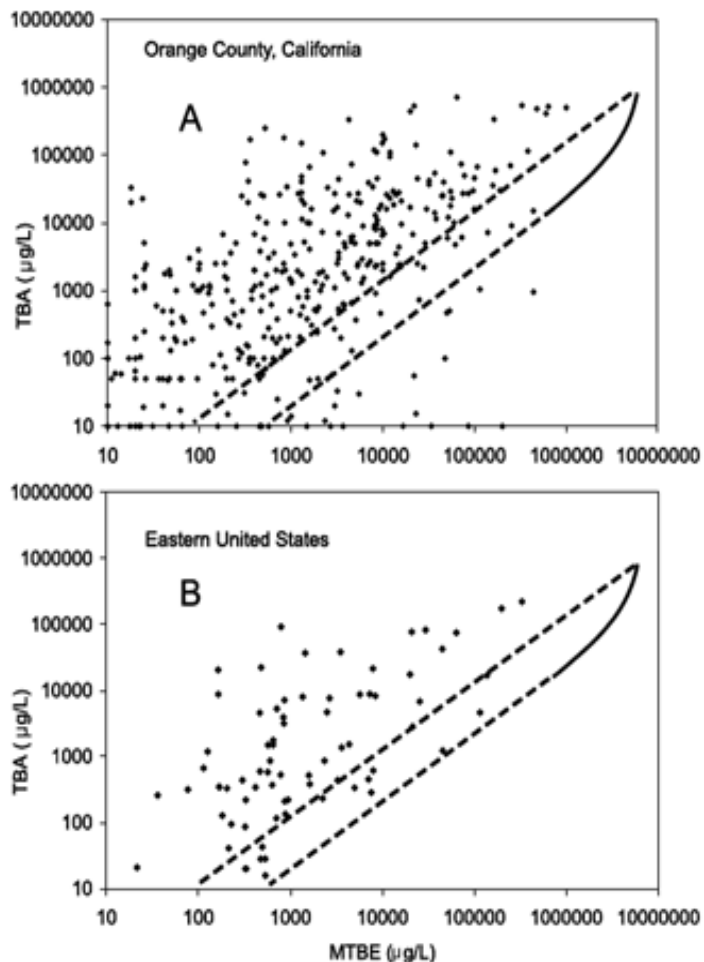 10000000
Orange County, California
1000000
A
100000
10000
1000
100
10
TBA ( μg/L)
10 100 1000 10000 100000 1000000 10000000
10000000
Eastern United States
1000000
B
100000
10000
1000
100
10
TBA ( μg/L)
10 100 1000 10000 100000 1000000 10000000
MTBE (μg/L)